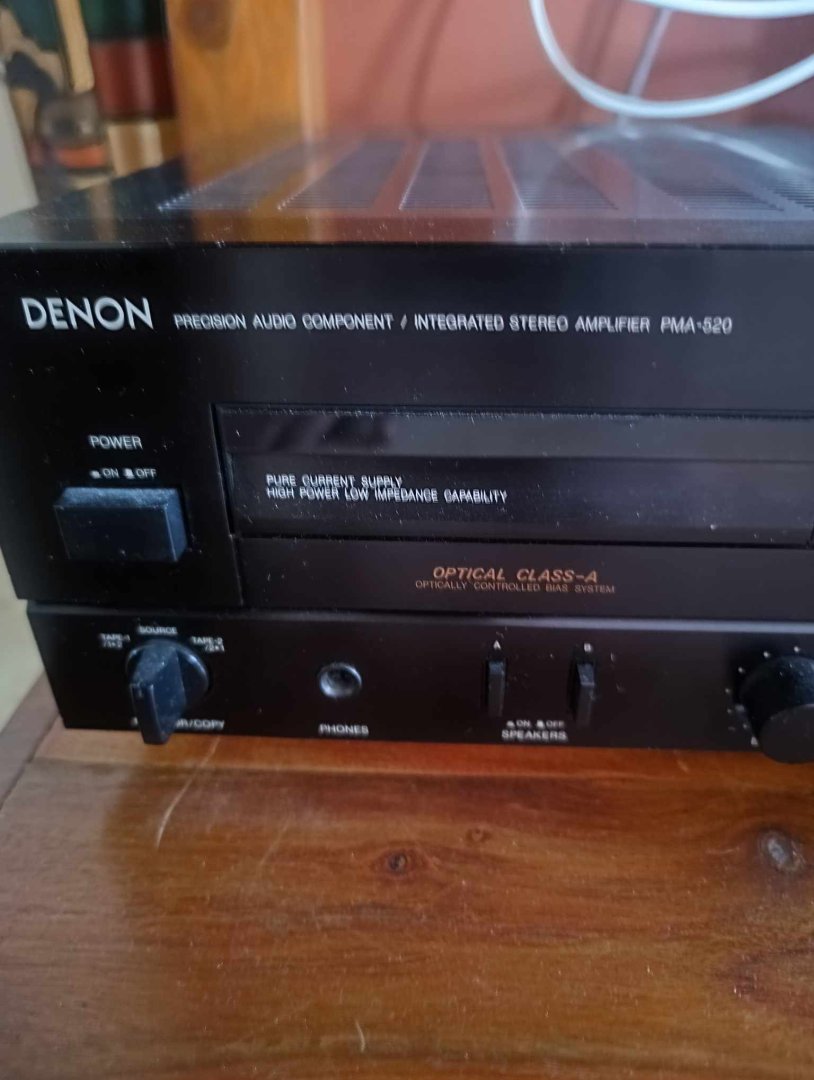 DENON PRECISION AUDIO COMPONENT / INTEGRATED STEREO AMPLIFIER PMA-520
POWER
ON OFF
PURE CURRENT SUPPLY
HIGH POWER LOW IMPEDANCE CAPABILITY
OPTICAL CLASS-A
OPTICALLY CONTROLLED BIAS SYSTEM
TAPE-1 SOURCE TAPE-2
A B
/COPY
PHONES
ON OFF
SPEAKERS